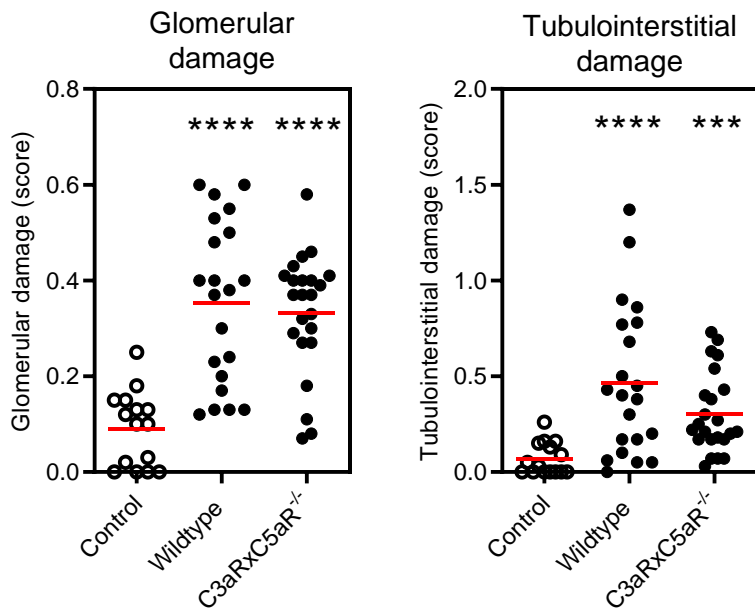 Glomerular
damage
Glomerular damage (score)
0.8
0.6
0.4
0.2
0.0
**** ****
Control
Wildtype
C3aRxC5aR-/-
Tubulointerstitial
damage
Tubulointerstitial damage (score)
2.0
1.5
1.0
0.5
0.0
**** ***
Control
Wildtype
C3aRxC5aR-/-